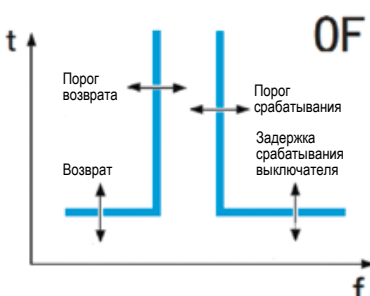 t
0F
Порог
возврата
Порог
срабатывания
Возврат
Задержка
срабатывания
выключателя
f